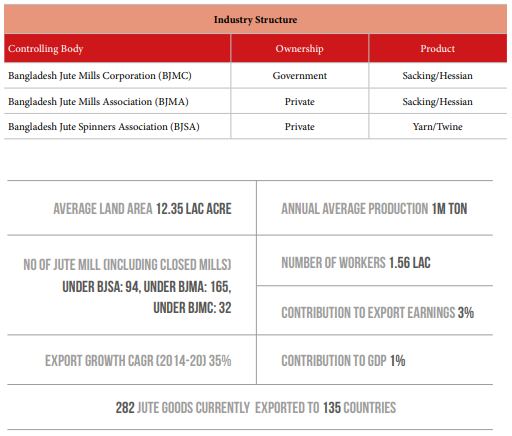 Industry Structure
Controlling Body Ownership Product
Bangladesh Jute Mills Corporation (BJMC) Government Sacking/Hessian
Bangladesh Jute Mills Association (BJMA) Private Sacking/Hessian
Bangladesh Jute Spinners Association (BJSA) Private Yarn/Twine
AVERAGE LAND AREA 12.35 LAC ACRE
ANNUAL AVERAGE PRODUCTION 1M TON
NO OF JUTE MILL (INCLUDING CLOSED MILLS)
UNDER BJSA: 94, UNDER BJMA: 165,
UNDER BJMC: 32
NUMBER OF WORKERS 1.56 LAC
CONTRIBUTION TO EXPORT EARNINGS 3%
EXPORT GROWTH CAGR (2014-20) 35%
CONTRIBUTION TO GDP 1%
282 JUTE GOODS CURRENTLY EXPORTED TO 135 COUNTRIES